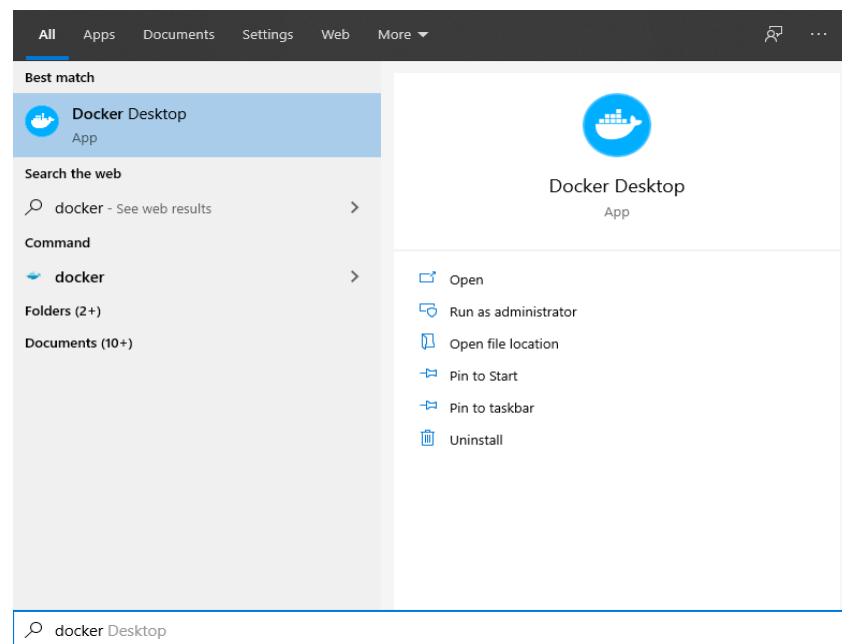 All Apps Documents Settings Web More
Best match
Docker Desktop
App
Search the web
docker - See web results
Command
docker
Folders (2+)
Documents (10+)
Docker Desktop
App
Open
Run as administrator
Open file location
Pin to Start
Pin to taskbar
Uninstall
docker Desktop